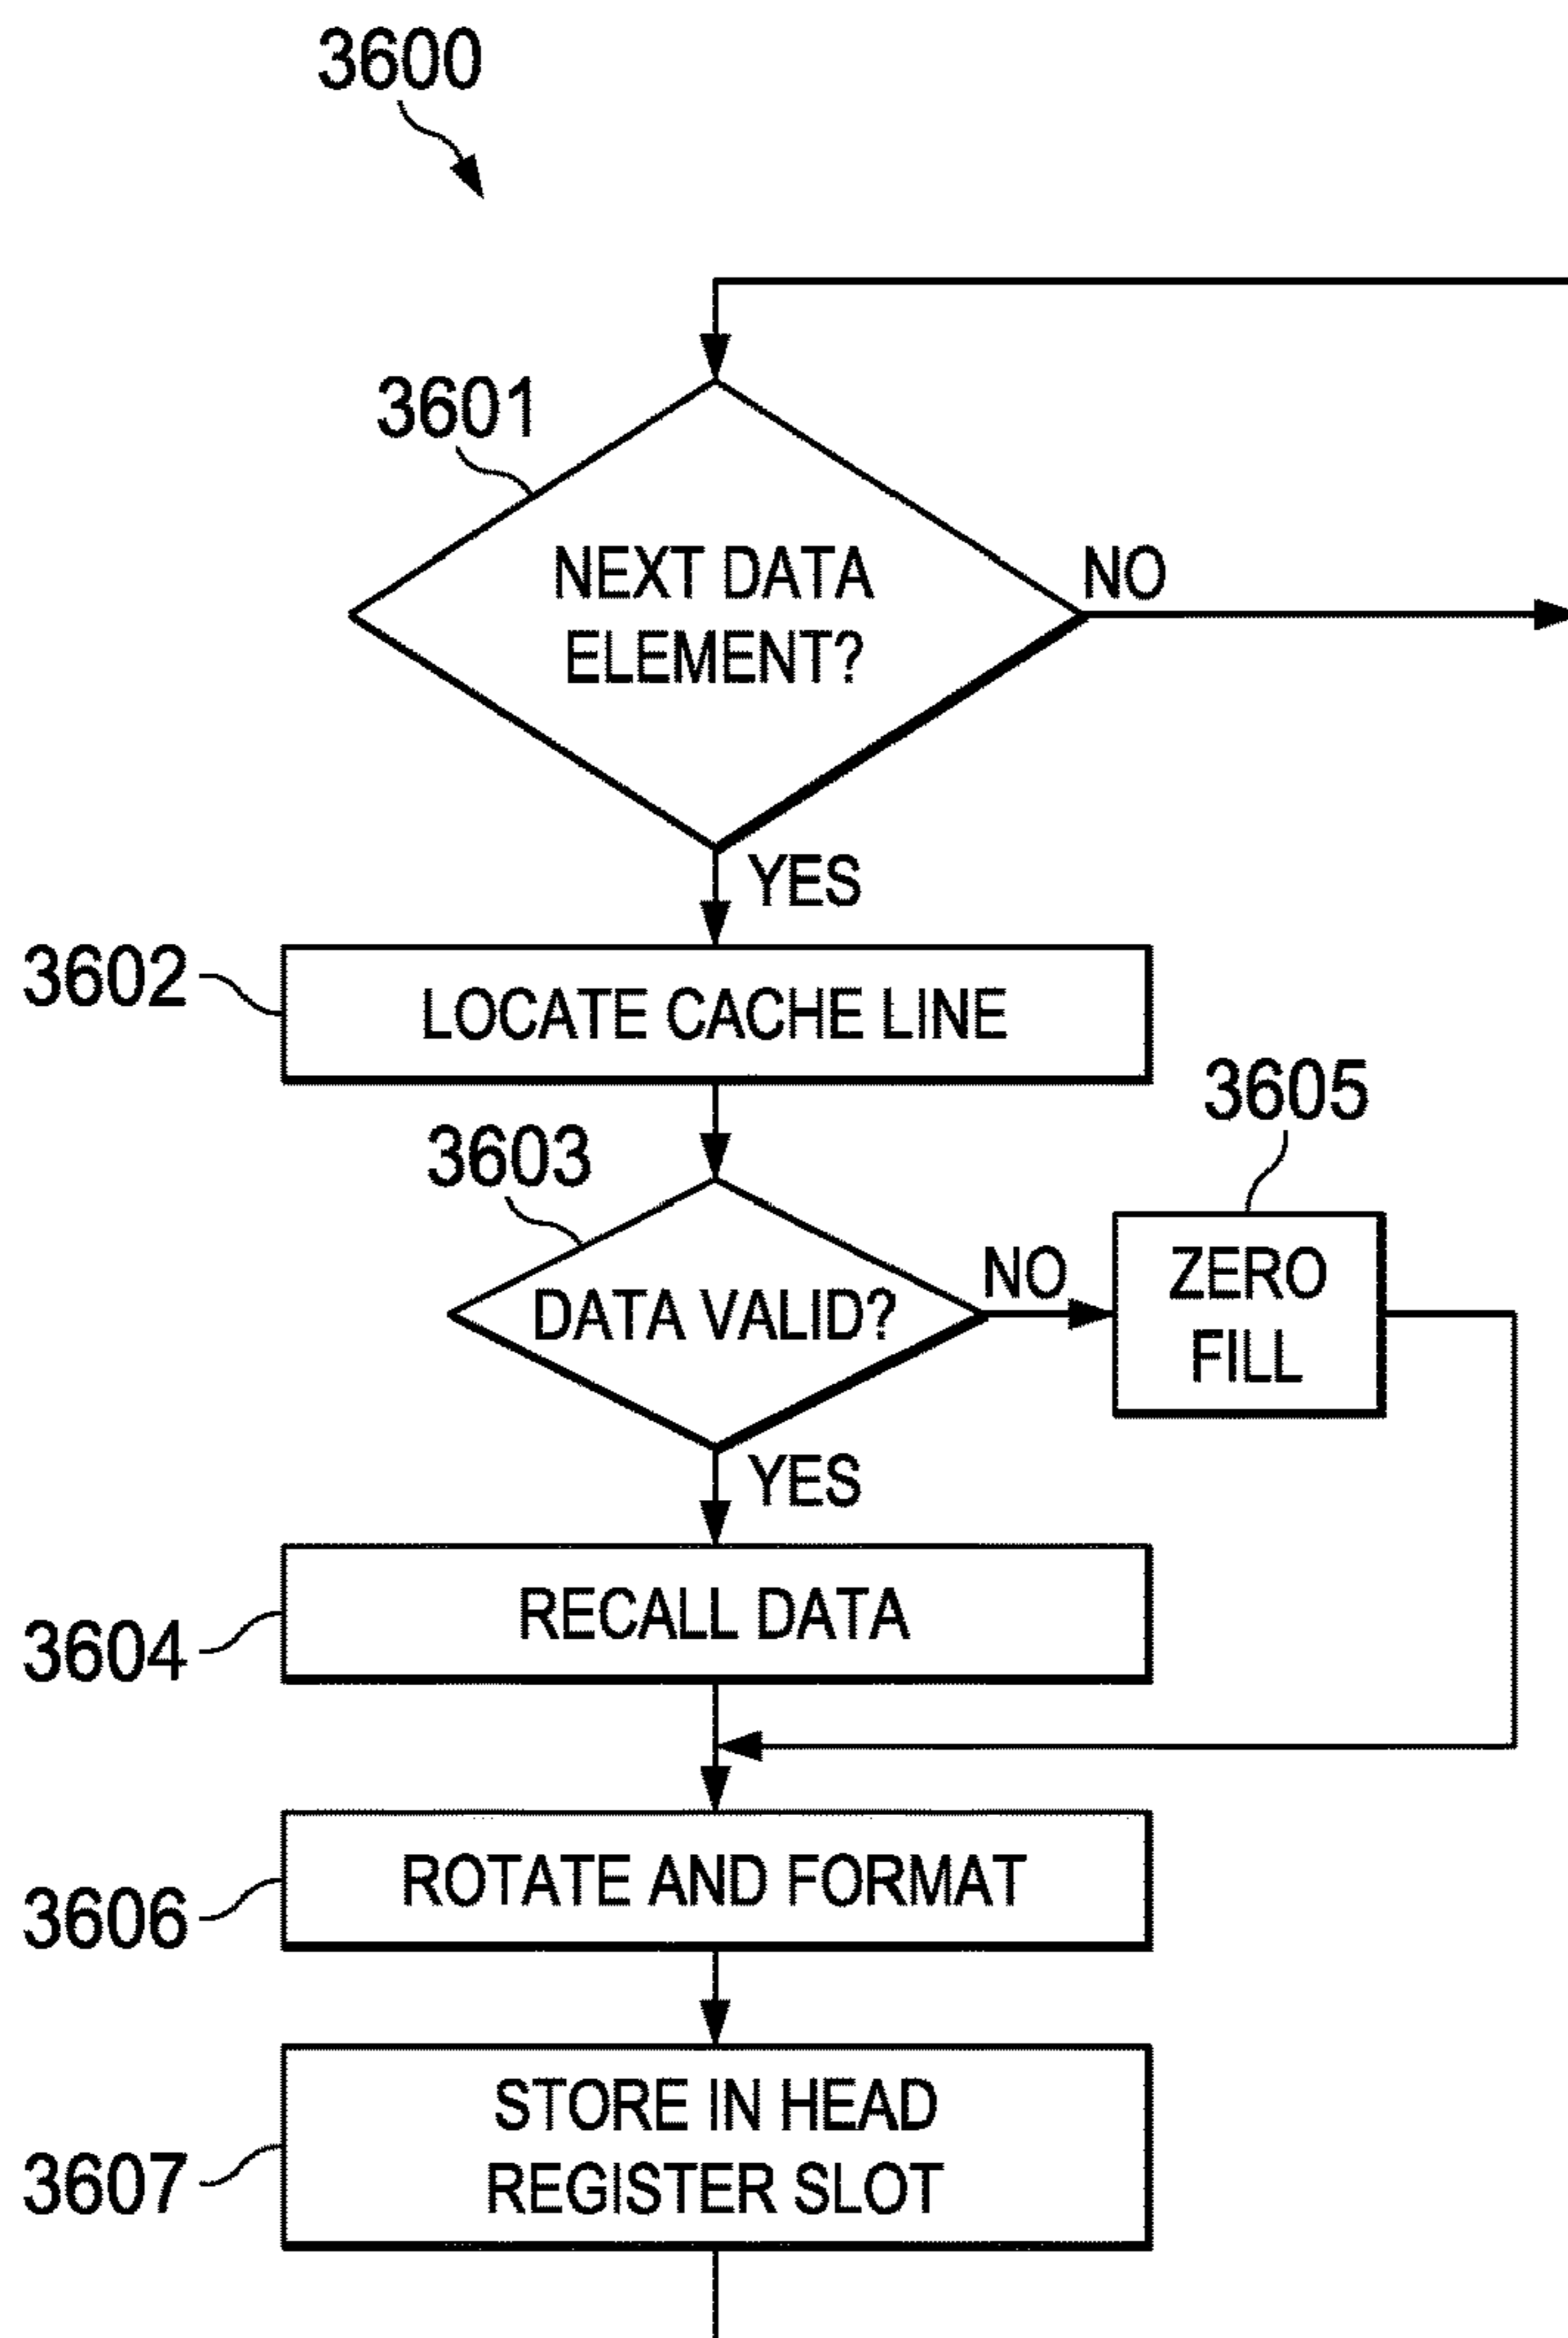 3600
3601
NEXT DATA
ELEMENT?
NO
YES
3602
LOCATE CACHE LINE
3605
3603
DATA VALID?
NO
ZERO
FILL
YES
3604
RECALL DATA
3606
ROTATE AND FORMAT
3607
STORE IN HEAD
REGISTER SLOT